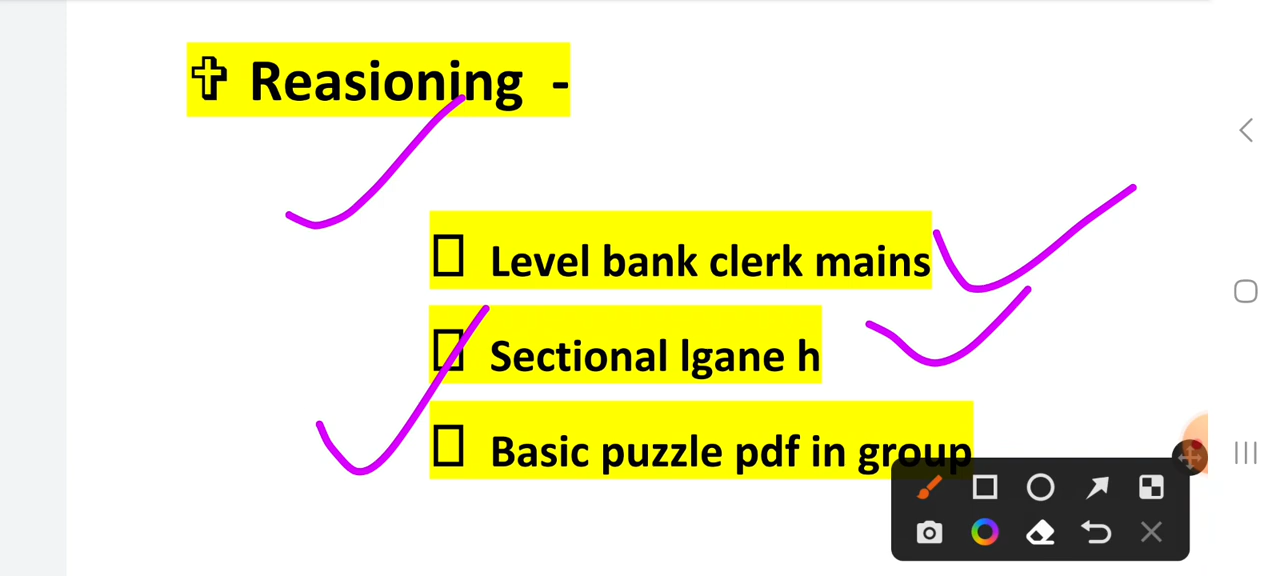 ✞ Reasioning -
Level bank clerk mains
Sectional lgane h
Basic puzzle pdf in group